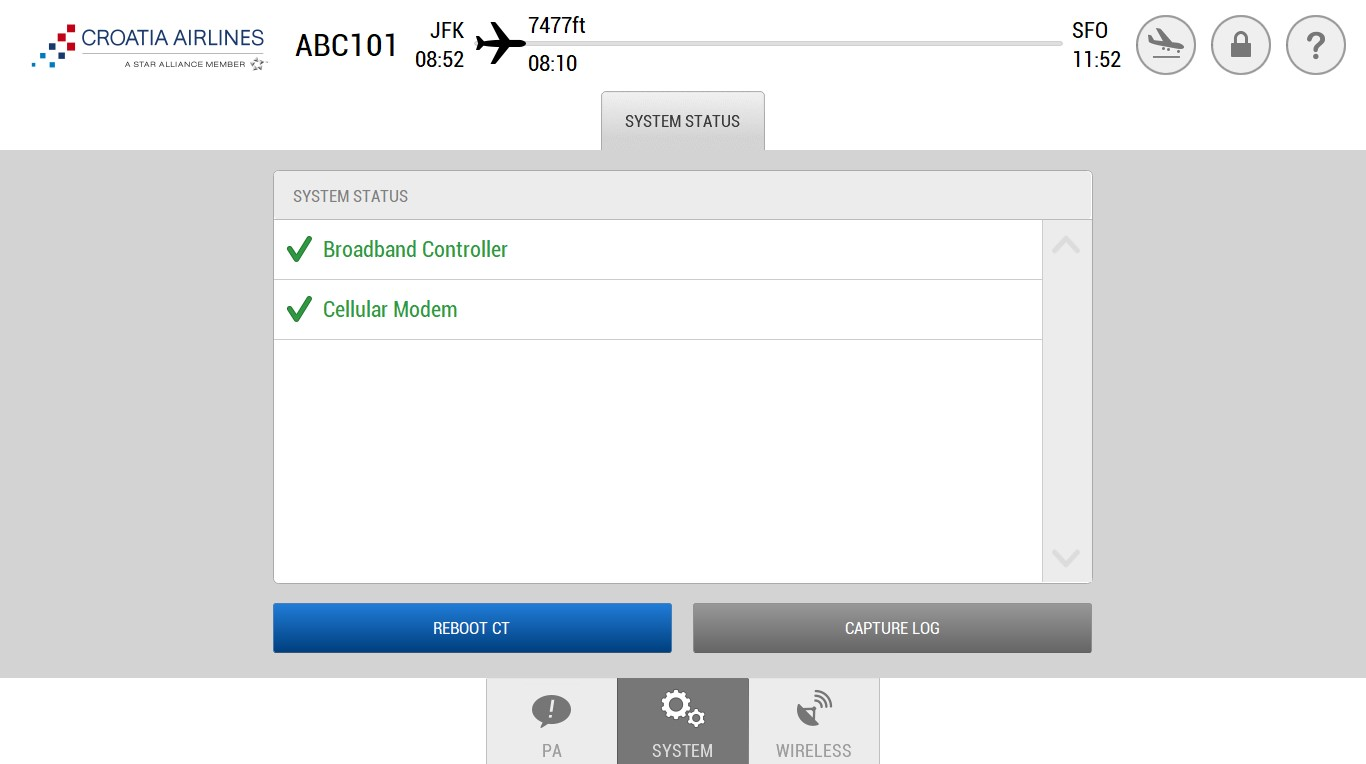 CROATIA AIRLINES
A STAR ALLIANCE MEMBER
ABC101
JFK
08:52
7477ft
08:10
SFO
11:52
?
SYSTEM STATUS
SYSTEM STATUS
Broadband Controller
Cellular Modem
REBOOT CT
CAPTURE LOG
!
PA
SYSTEM
WIRELESS